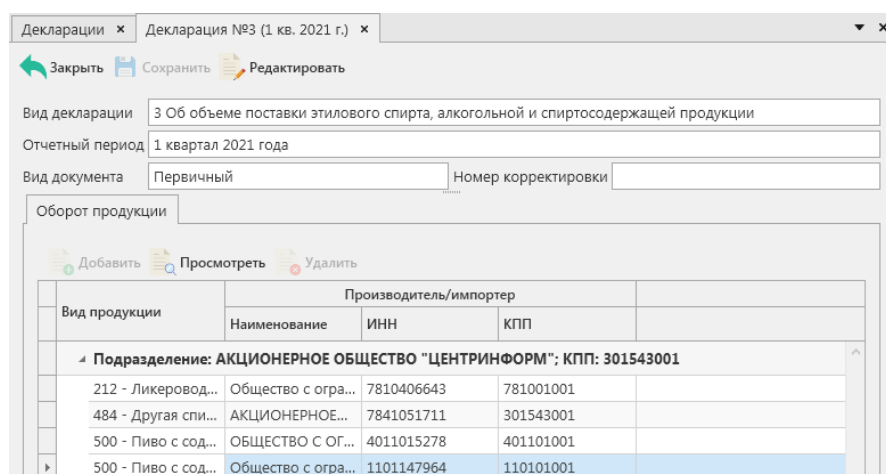 Декларации × Декларация №3 (1 кв. 2021 г.) ×
Закрыть Сохранить Редактировать
Вид декларации 3 Об объеме поставки этилового спирта, алкогольной и спиртосодержащей продукции
Отчетный период 1 квартал 2021 года
Вид документа Первичный Номер корректировки
Оборот продукции
Добавить Просмотреть Удалить
Вид продукции Производитель/импортер
Наименование ИНН КПП
Подразделение: АКЦИОНЕРНОЕ ОБЩЕСТВО "ЦЕНТРИНФОРМ"; КПП: 301543001
212 - Ликеровод... Общество с огра... 7810406643 781001001
484 - Другая спи... АКЦИОНЕРНОЕ... 7841051711 301543001
500 - Пиво с сод... ОБЩЕСТВО С ОГ... 4011015278 401101001
500 - Пиво с сод... Общество с огра... 1101147964 110101001